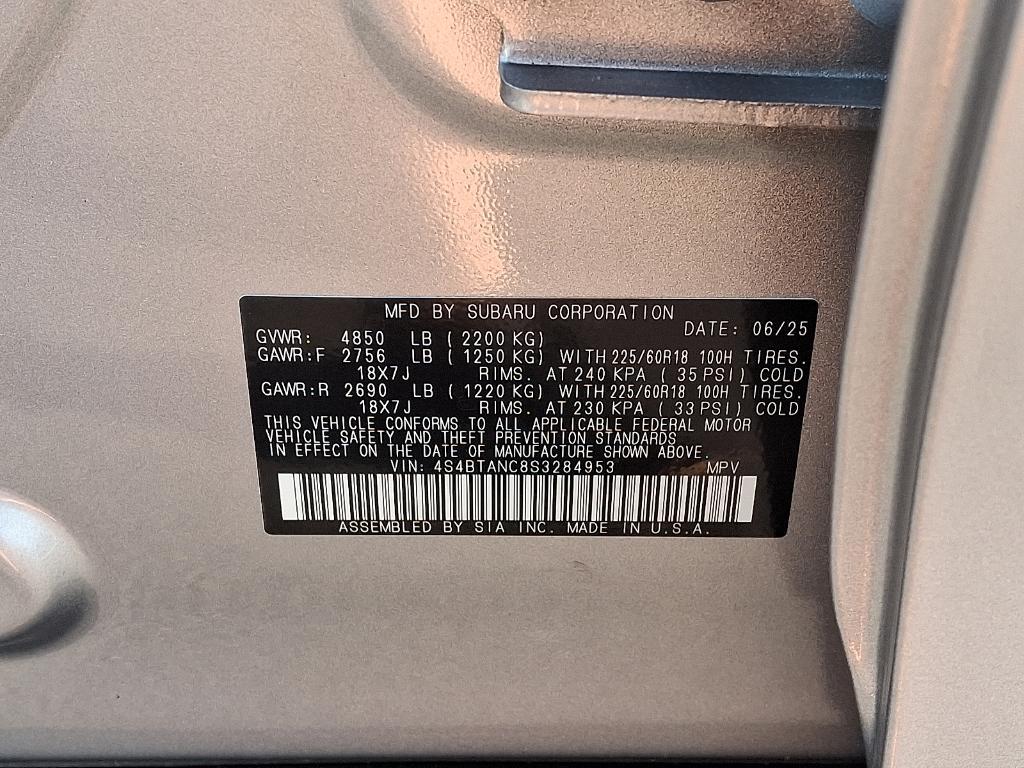 MFD BY SUBARU CORPORATION
DATE: 06/25
GVWR: 4850 LB ( 2200 KG)
GAWR:F 2756 LB ( 1250 KG) WITH 225/60R18 100H TIRES.
18X7J RIMS. AT 240 KPA ( 35 PSI) COLD
GAWR:R 2690 LB ( 1220 KG) WITH 225/60R18 100H TIRES.
18X7J RIMS. AT 230 KPA ( 33 PSI) COLD
THIS VEHICLE CONFORMS TO ALL APPLICABLE FEDERAL MOTOR
VEHICLE SAFETY AND THEFT PREVENTION STANDARDS
IN EFFECT ON THE DATE OF MANUFACTURE SHOWN ABOVE.
VIN: 4S4BTANC8S3284953 MPV
ASSEMBLED BY SIA INC. MADE IN U.S.A.